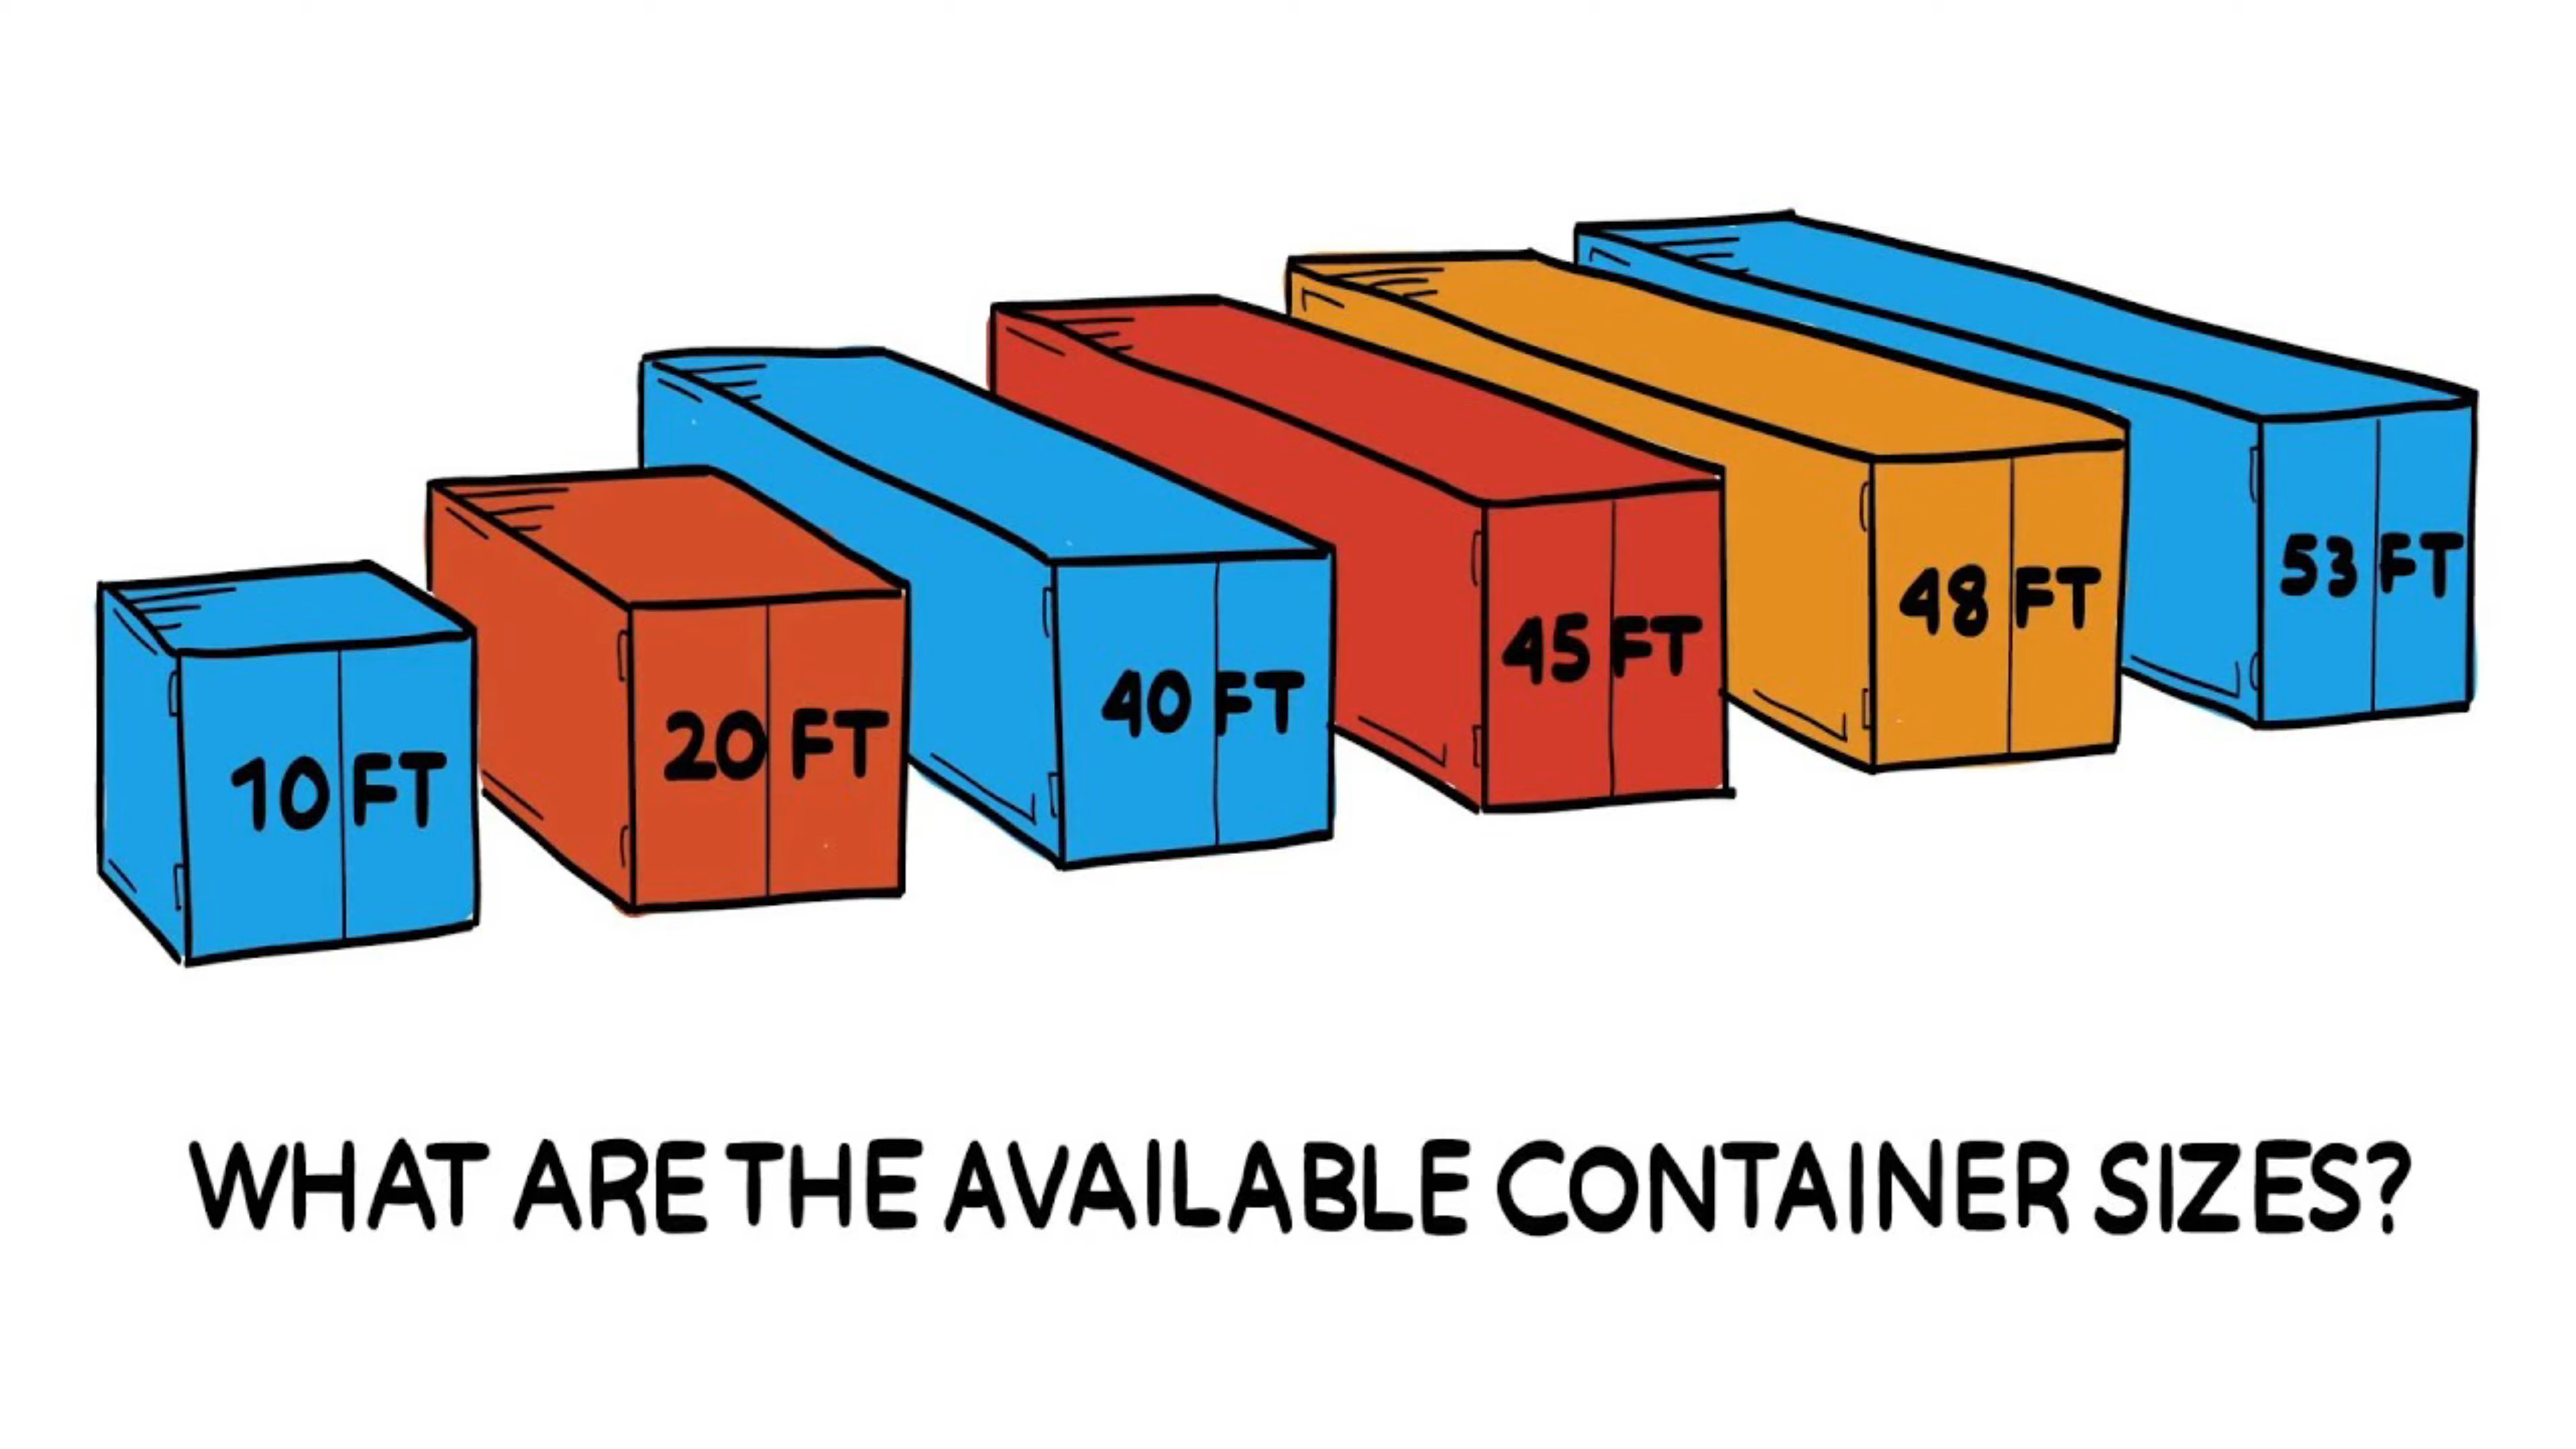 10 FT
20 FT
40 FT
45 FT
48 FT
53 FT
WHAT ARE THE AVAILABLE CONTAINER SIZES?